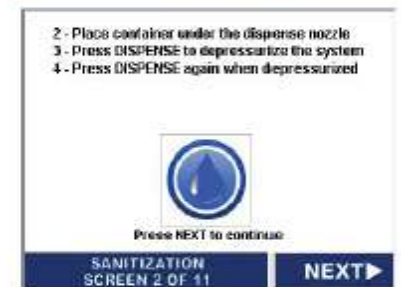 2 - Place container under the dispense nozzle
3 - Press DISPENSE to depressurize the system
4 - Press DISPENSE again when depressurized
Press NEXT to continue
SANITIZATION
SCREEN 2 OF 11
NEXT▶